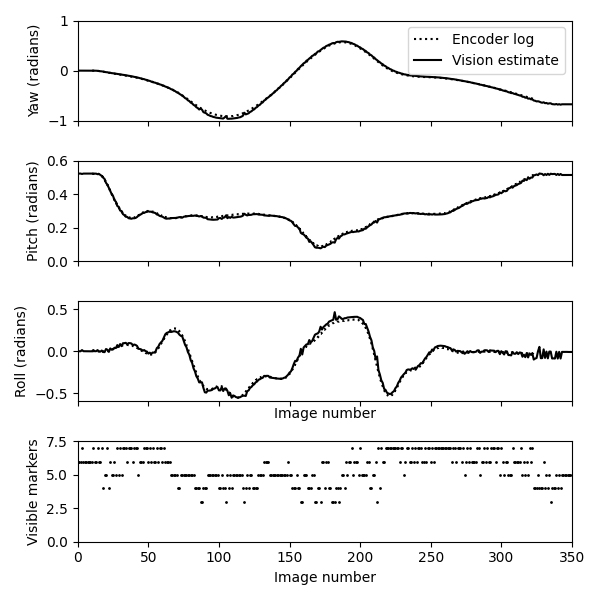 1
0
−1
Yaw (radians)
Encoder log
Vision estimate
0.6
0.4
0.2
0.0
Pitch (radians)
0.5
0.0
−0.5
Roll (radians)
Image number
7.5
5.0
2.5
0.0
Visible markers
0 50 100 150 200 250 300 350
Image number